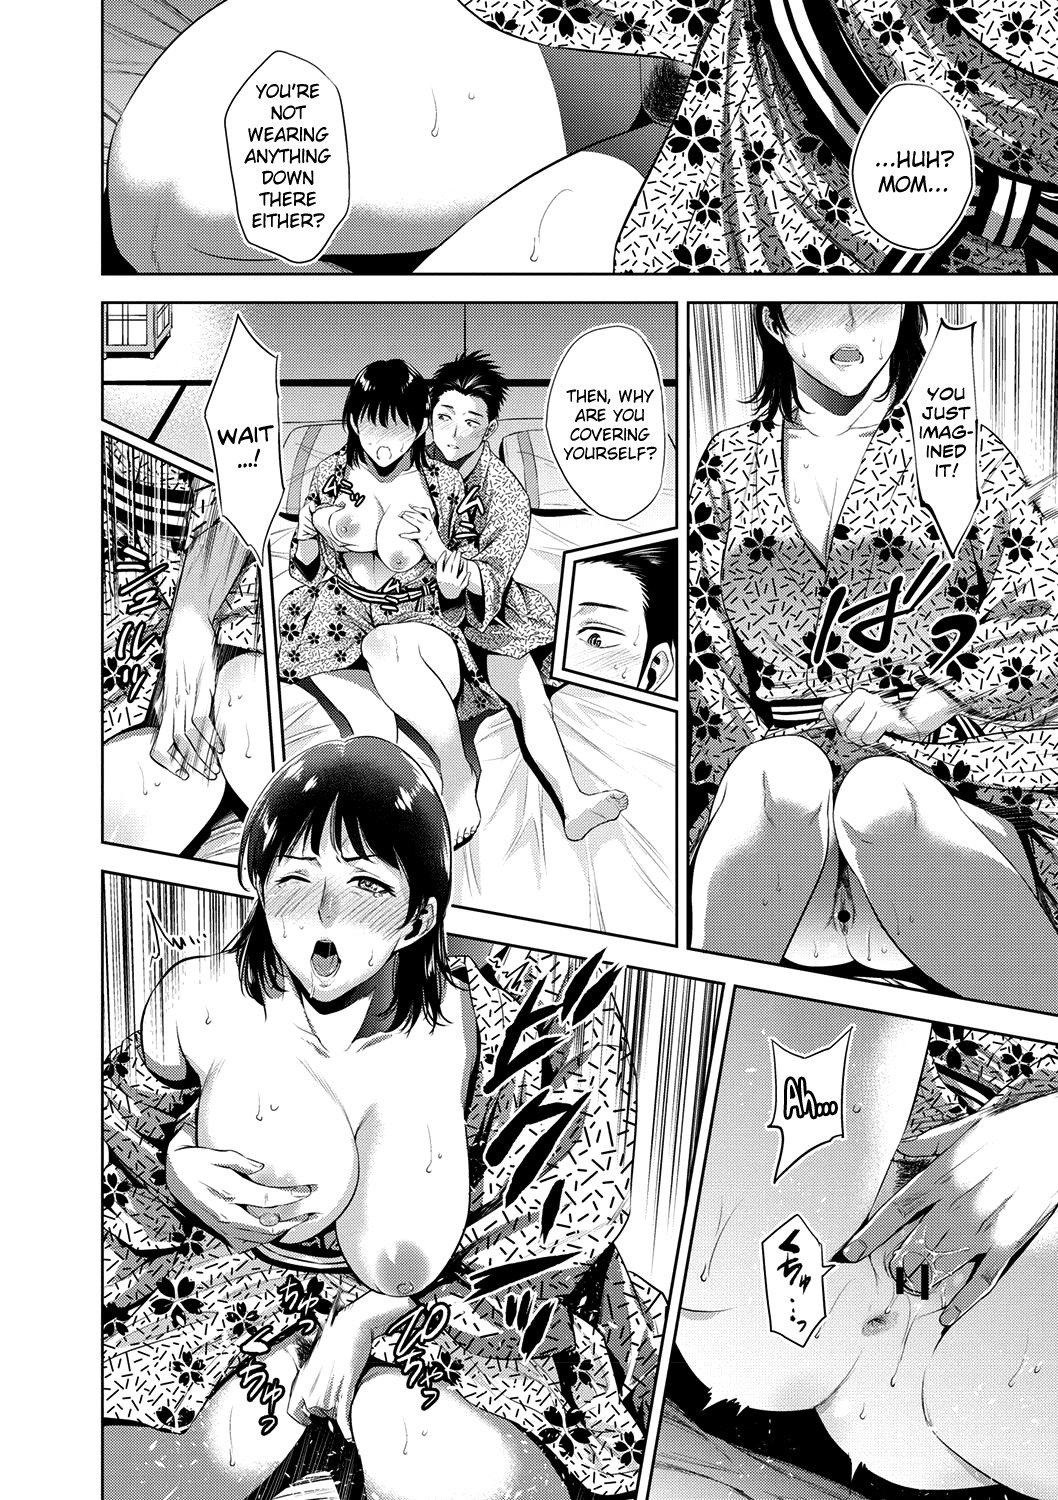 ...HUH?
MOM...
YOU'RE
NOT
WEARING
ANYTHING
DOWN
THERE
EITHER?
YOU
JUST
IMAG-
INED
IT!
ばっ
THEN, WHY
ARE YOU
COVERING
YOURSELF?
WAIT
...!
Ah...
くちゅ…っ